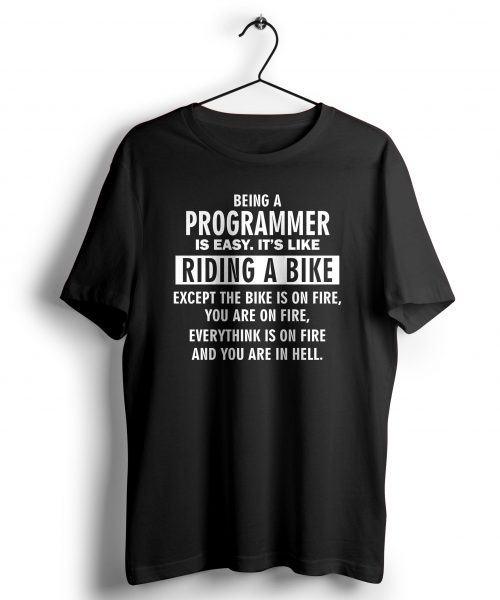 BEING A
PROGRAMMER
IS EASY. IT'S LIKE
RIDING A BIKE
EXCEPT THE BIKE IS ON FIRE,
YOU ARE ON FIRE,
EVERYTHINK IS ON FIRE
AND YOU ARE IN HELL.